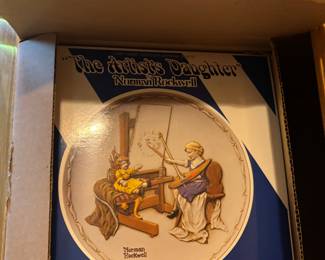 "The Artist's Daughter"
Norman Rockwell
Norman
Rockwell